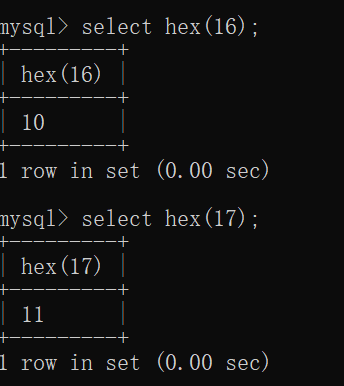 mysql> select hex(16);
+---------+
| hex(16) |
+---------+
| 10      |
+---------+
1 row in set (0.00 sec)
mysql> select hex(17);
+---------+
| hex(17) |
+---------+
| 11      |
+---------+
1 row in set (0.00 sec)